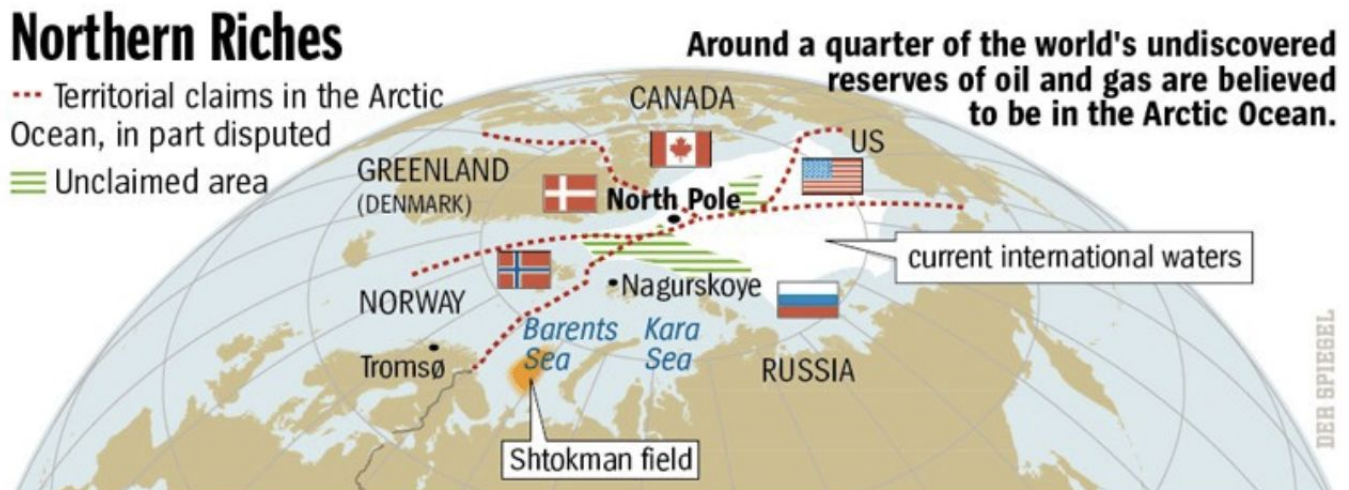 Northern Riches
Territorial claims in the Arctic
Ocean, in part disputed
Unclaimed area
Around a quarter of the world's undiscovered
reserves of oil and gas are believed
to be in the Arctic Ocean.
CANADA
US
GREENLAND
(DENMARK)
North Pole
current international waters
Nagurskoye
NORWAY
Barents
Sea
Kara
Sea
Tromsø
RUSSIA
Shtokman field
DER SPIEGEL